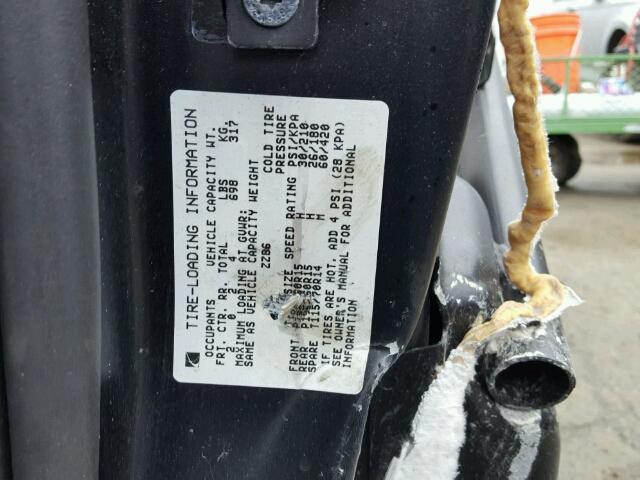 TIRE-LOADING INFORMATION
OCCUPANTS VEHICLE CAPACITY WT.
FRT. CTR. RR. TOTAL LBS KG.
2 0 2 4 698 317
MAXIMUM LOADING AT GVWR:
SAME AS VEHICLE CAPACITY WEIGHT
ZZB6
COLD TIRE
PRESSURE
SIZE SPEED RATING PSI/KPA
FRONT H 30/210
REAR H 26/180
SPARE T115/70R14 M 60/420
IF TIRES ARE HOT, ADD 4 PSI (28 KPA)
SEE OWNER'S MANUAL FOR ADDITIONAL
INFORMATION